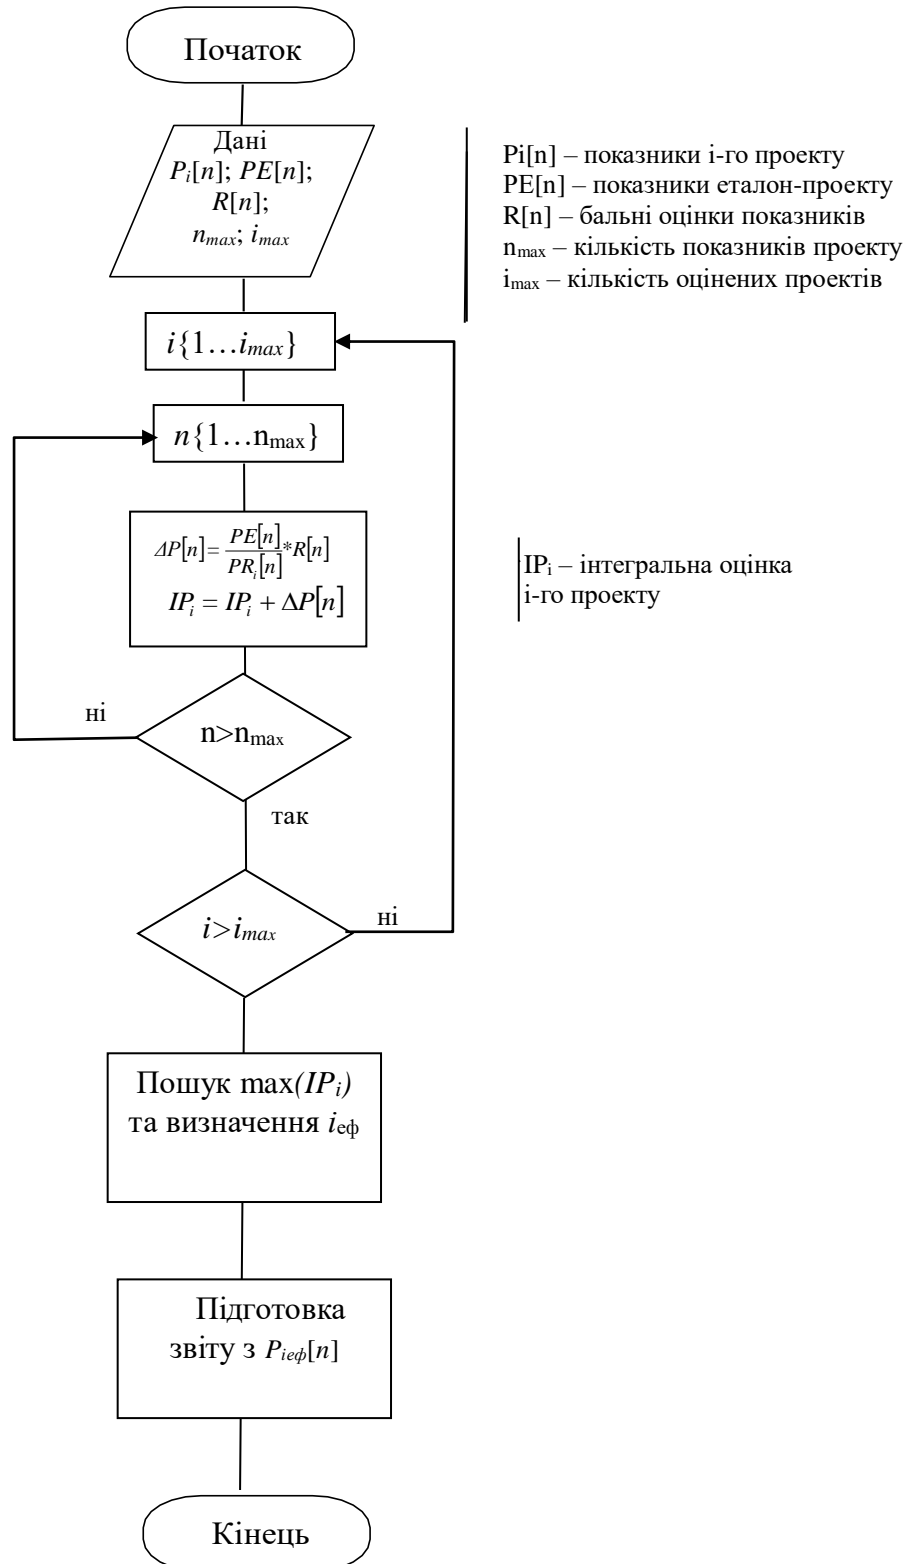 Початок
Дані
Pᵢ[n]; PE[n];
R[n];
nₘₐₓ; iₘₐₓ
Pi[n] – показники i-го проекту
PE[n] – показники еталон-проекту
R[n] – бальні оцінки показників
nₘₐₓ – кількість показників проекту
iₘₐₓ – кількість оцінених проектів
i{1…iₘₐₓ}
n{1…nₘₐₓ}
ΔP[n]= PE[n]/PRᵢ[n] *R[n]
IPᵢ = IPᵢ + ΔP[n]
IPᵢ – інтегральна оцінка
і-го проекту
ні
n>nₘₐₓ
так
i>iₘₐₓ
ні
Пошук max(IPᵢ)
та визначення iеф
Підготовка
звіту з Piеф[n]
Кінець